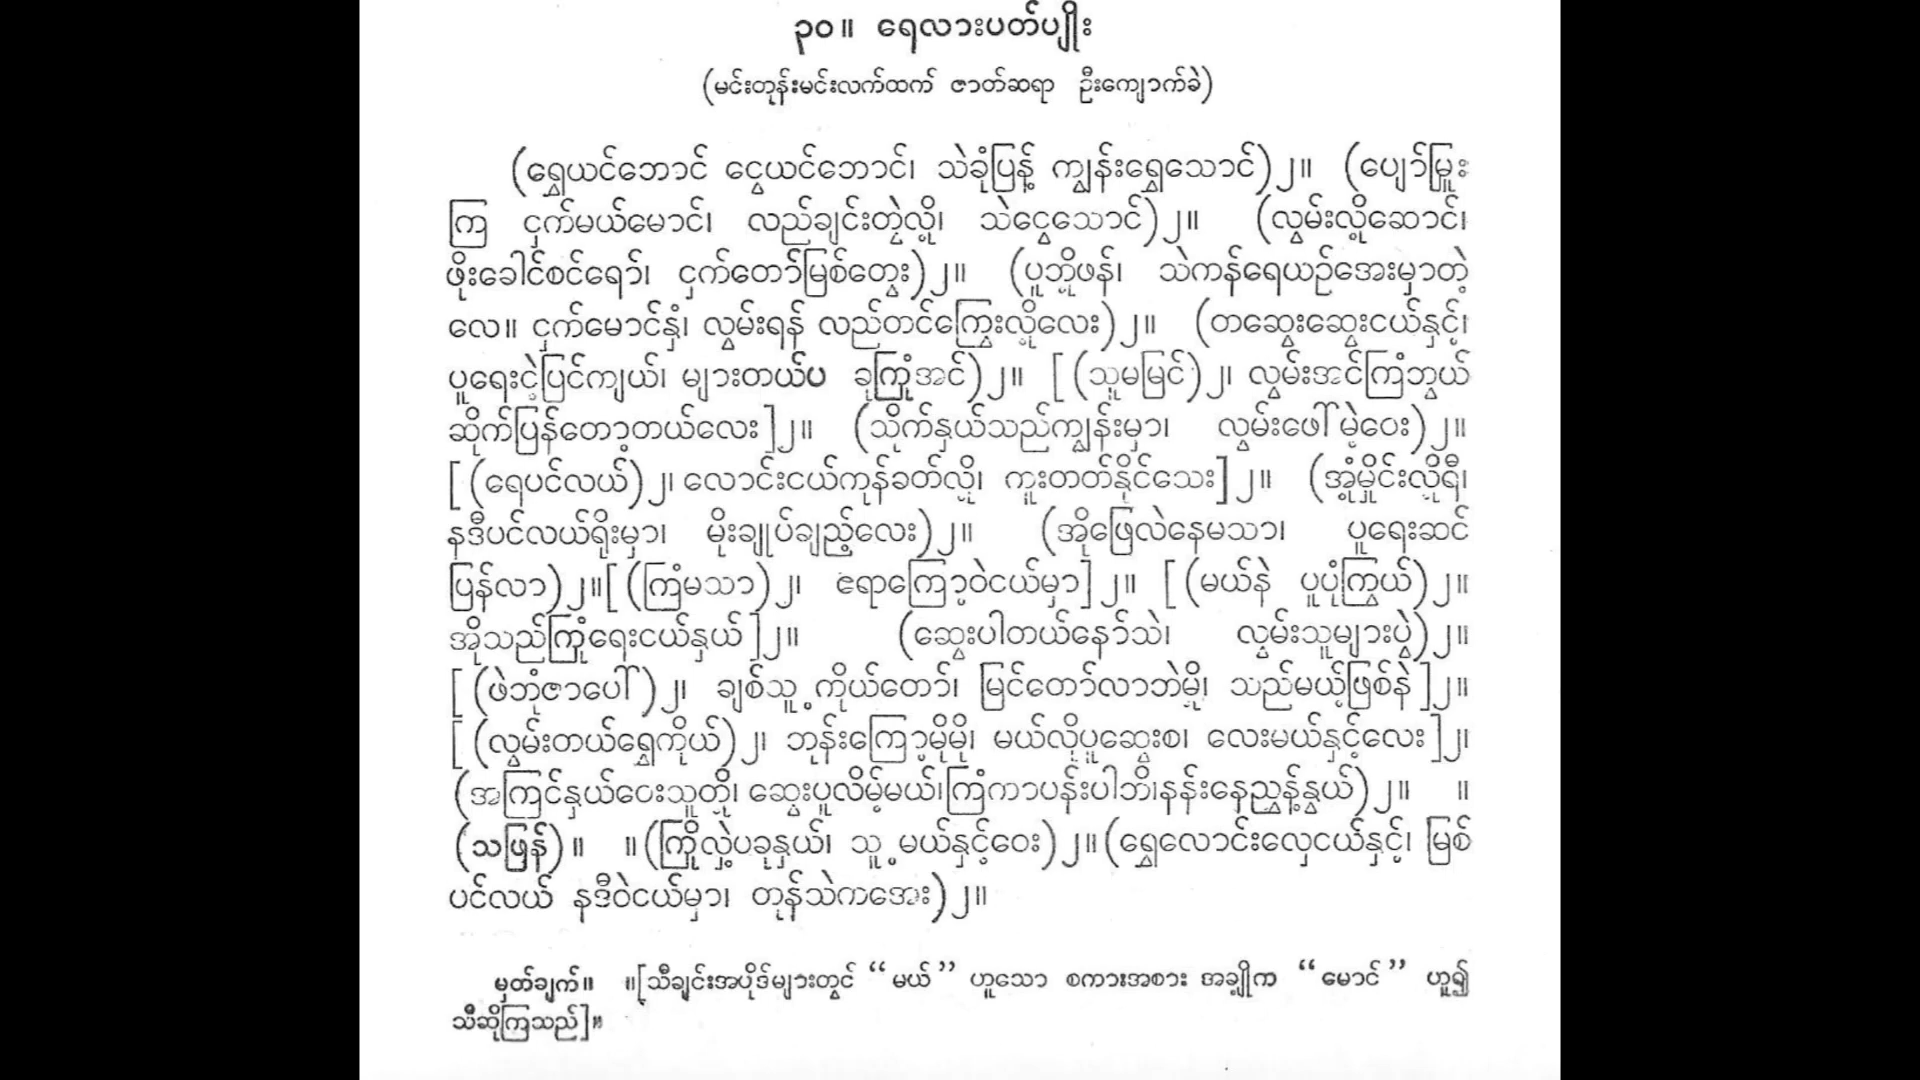 ၃၀။ ရေလားပတ်ပျိုး
(မင်းတုန်းမင်းလက်ထက် ဇာတ်ဆရာ ဦးကျောက်ခဲ)
(ရွှေယင်ဘောင် ငွေယင်ဘောင်၊ သဲခုံပြန့် ကျွန်းရွှေသောင်)၂။ (ပျော်မြူး
ကြ ငှက်မယ်မောင်၊ လည်ချင်းတွဲလို့၊ သဲငွေသောင်)၂။ (လွမ်းလို့ဆောင်၊
ဖိုးခေါင်စင်ရော်၊ ငှက်တော်မြစ်တွေး)၂။ (ပူဘို့ဖန်၊ သဲကန်ရေယဉ်အေးမှာတဲ့
လေ။ ငှက်မောင်နှံ၊ လွမ်းရန် လည်တင်ကြွေးလို့လေး)၂။ (တဆွေးဆွေးငယ်နှင့်၊
ပူရေးငဲ့ပြင်ကျယ်၊ များတယ်ပ ခုကြုံအင်)၂။ [(သူမမြင်)၂၊ လွမ်းအင်ကြံဘွယ်
ဆိုက်ပြန်တော့တယ်လေး]၂။ (သိုက်နှယ်သည်ကျွန်းမှာ၊ လွမ်းဖေါ်မဲ့ဝေး)၂။
[(ရေပင်လယ်)၂၊ လောင်းငယ်ကုန်ခတ်လို့၊ ကူးတတ်နိုင်သေး]၂။ (အုံ့မှိုင်းလို့ရီ၊
နဒီပင်လယ်ရိုးမှာ၊ မိုးချုပ်ချည့်လေး)၂။ (အိုဖြေလဲနေမသာ၊ ပူရေးဆင်
ပြန်လာ)၂။[(ကြံမသာ)၂၊ ဧရာကြော့ဝဲငယ်မှာ]၂။ [(မယ်နဲ ပူပုံကြွယ်)၂။
အိုသည်ကြုံရေးငယ်နှယ်]၂။ (ဆွေးပါတယ်နော်သဲ၊ လွမ်းသူများပွဲ)၂။
[(ဖဲဘုံဇာပေါ်)၂၊ ချစ်သူ့ကိုယ်တော်၊ မြင်တော်လာဘဲမို့၊ သည်မယ့်ဖြစ်နဲ]၂။
[(လွမ်းတယ်ရွှေကိုယ်)၂၊ ဘုန်းကြော့မိုမို၊ မယ်လိုပူဆွေးစ၊ လေးမယ်နှင့်လေး]၂၊
(အကြင်နှယ်ဝေးသူတို့၊ ဆွေးပူလိမ့်မယ်၊ကြံကာပန်းပါဘိ၊နန်းနေညွန့်နွယ်)၂။ ။
(သဖြန်)။ ။(ကြိုလှဲ့ပခုနှယ်၊ သူ့မယ်နှင့်ဝေး)၂။(ရွှေလောင်းလှေငယ်နှင့်၊ မြစ်
ပင်လယ် နဒီဝဲငယ်မှာ၊ တုန်သဲကအေး)၂။
မှတ်ချက်။ ။[သီချင်းအပိုဒ်များတွင် “မယ်” ဟူသော စကားအစား အချို့က “မောင်” ဟူ၍
သီဆိုကြသည်]။